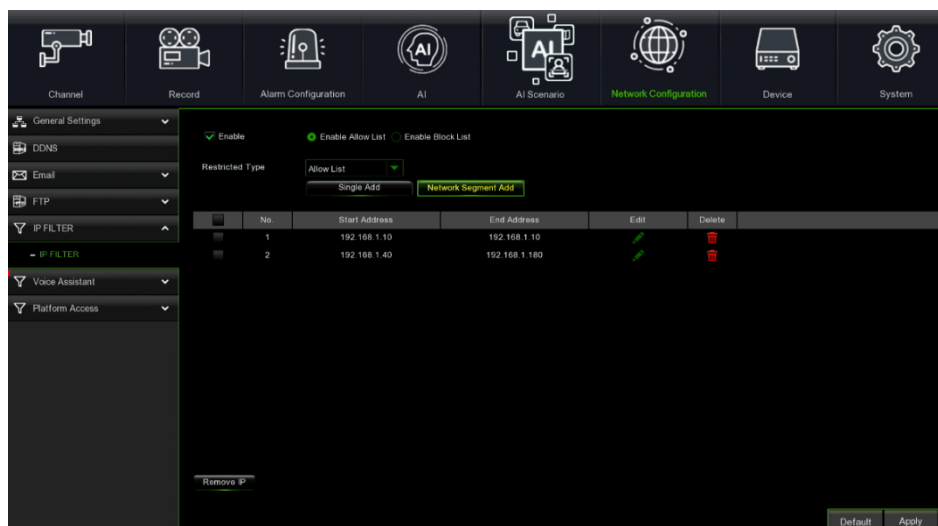 AI
AI
Channel
Record
Alarm Configuration
AI
AI Scenario
Network Configuration
Device
System
General Settings
DDNS
Email
FTP
IP FILTER
IP FILTER
Voice Assistant
Platform Access
Enable
Enable Allow List
Enable Block List
Restricted Type
Allow List
Single Add
Network Segment Add
No. Start Address End Address Edit Delete
1 192.168.1.10 192.168.1.10
2 192.168.1.40 192.168.1.180
Remove IP
Default
Apply